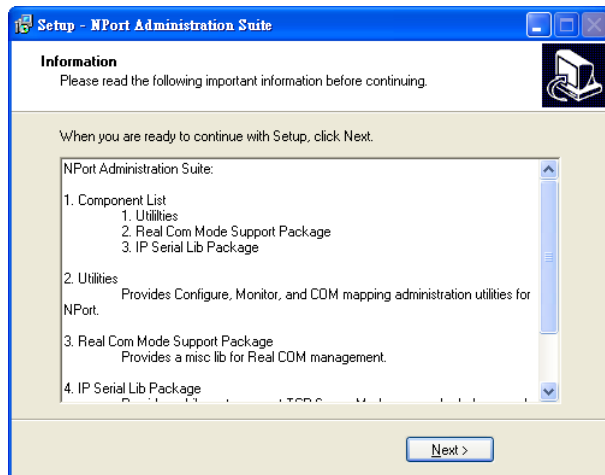 Setup - NPort Administration Suite
Information
Please read the following important information before continuing.
When you are ready to continue with Setup, click Next.
NPort Administration Suite:
1. Component List
1. Utililties
2. Real Com Mode Support Package
3. IP Serial Lib Package
2. Utilities
Provides Configure, Monitor, and COM mapping administration utilities for
NPort.
3. Real Com Mode Support Package
Provides a misc lib for Real COM management.
4. IP Serial Lib Package
Next >